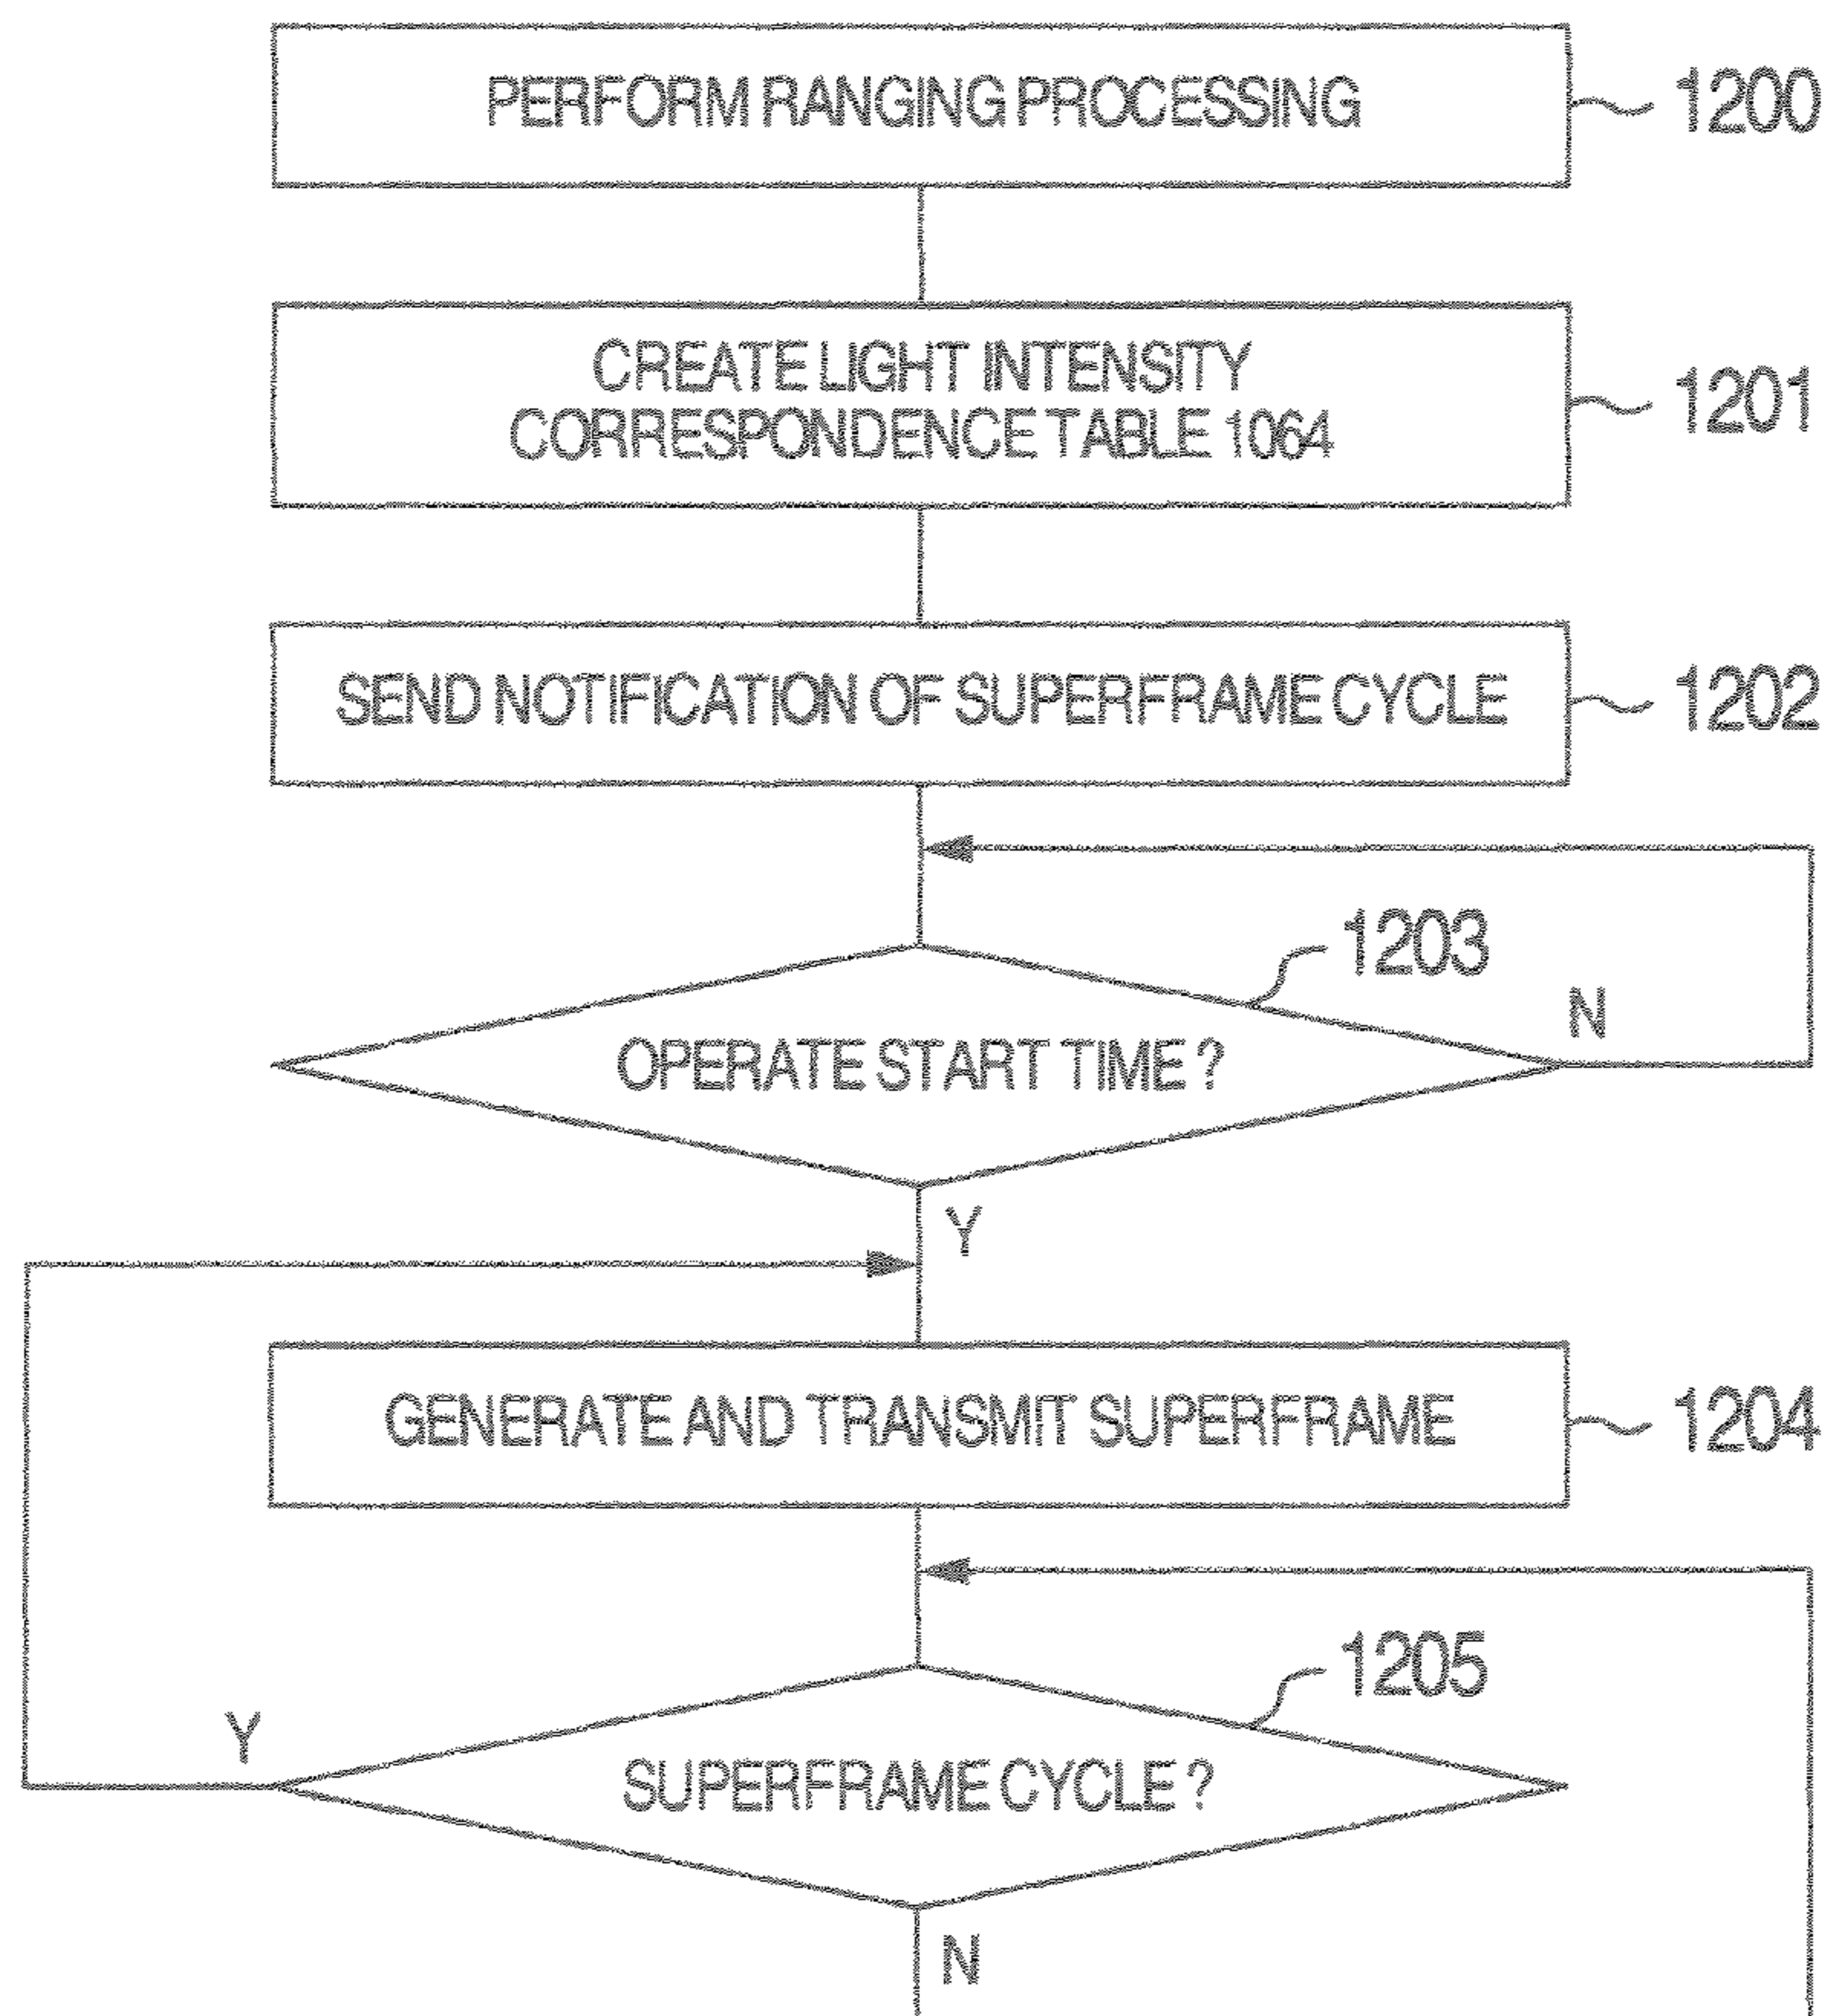 PERFORM RANGING PROCESSING
1200
CREATE LIGHT INTENSITY
CORRESPONDENCE TABLE 1064
1201
SEND NOTIFICATION OF SUPERFRAME CYCLE
1202
1203
OPERATE START TIME ?
N
Y
GENERATE AND TRANSMIT SUPERFRAME
1204
1205
Y
SUPERFRAME CYCLE ?
N